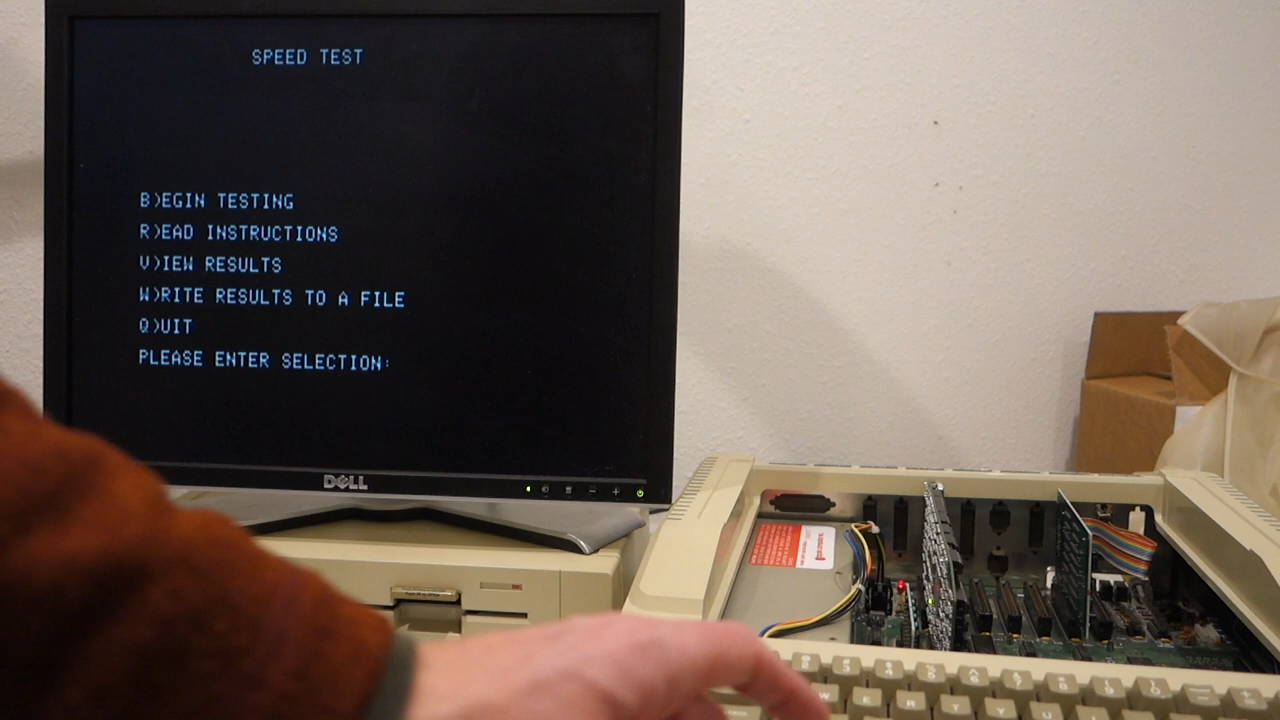 SPEED TEST
B)EGIN TESTING
R)EAD INSTRUCTIONS
V)IEW RESULTS
W)RITE RESULTS TO A FILE
Q)UIT
PLEASE ENTER SELECTION:
DELL
W E R T Y U